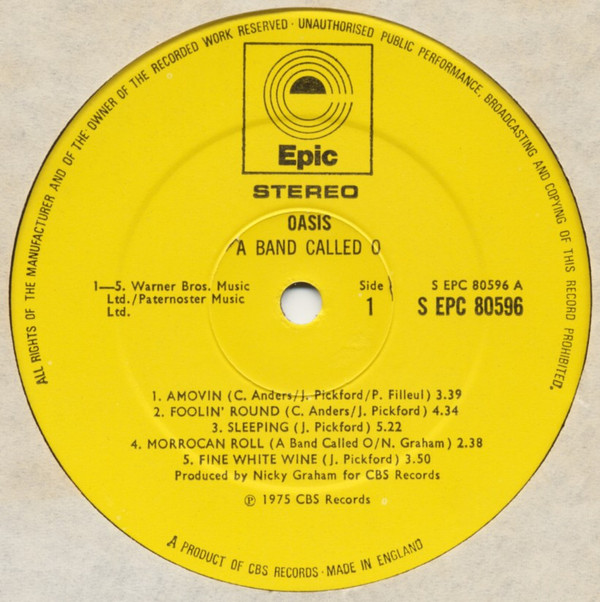 ALL RIGHTS OF THE MANUFACTURER AND OF THE OWNER OF THE RECORDED WORK RESERVED · UNAUTHORISED PUBLIC PERFORMANCE, BROADCASTING AND COPYING OF THIS RECORD PROHIBITED.
Epic
STEREO
OASIS
A BAND CALLED O
1—5. Warner Bros. Music
Ltd./Paternoster Music
Ltd.
Side
1
S EPC 80596 A
S EPC 80596
1. AMOVIN (C. Anders/J. Pickford/P. Filleul) 3.39
2. FOOLIN' ROUND (C. Anders/J. Pickford) 4.34
3. SLEEPING (J. Pickford) 5.22
4. MORROCAN ROLL (A Band Called O/N. Graham) 2.38
5. FINE WHITE WINE (J. Pickford) 3.50
Produced by Nicky Graham for CBS Records
℗ 1975 CBS Records
A PRODUCT OF CBS RECORDS · MADE IN ENGLAND